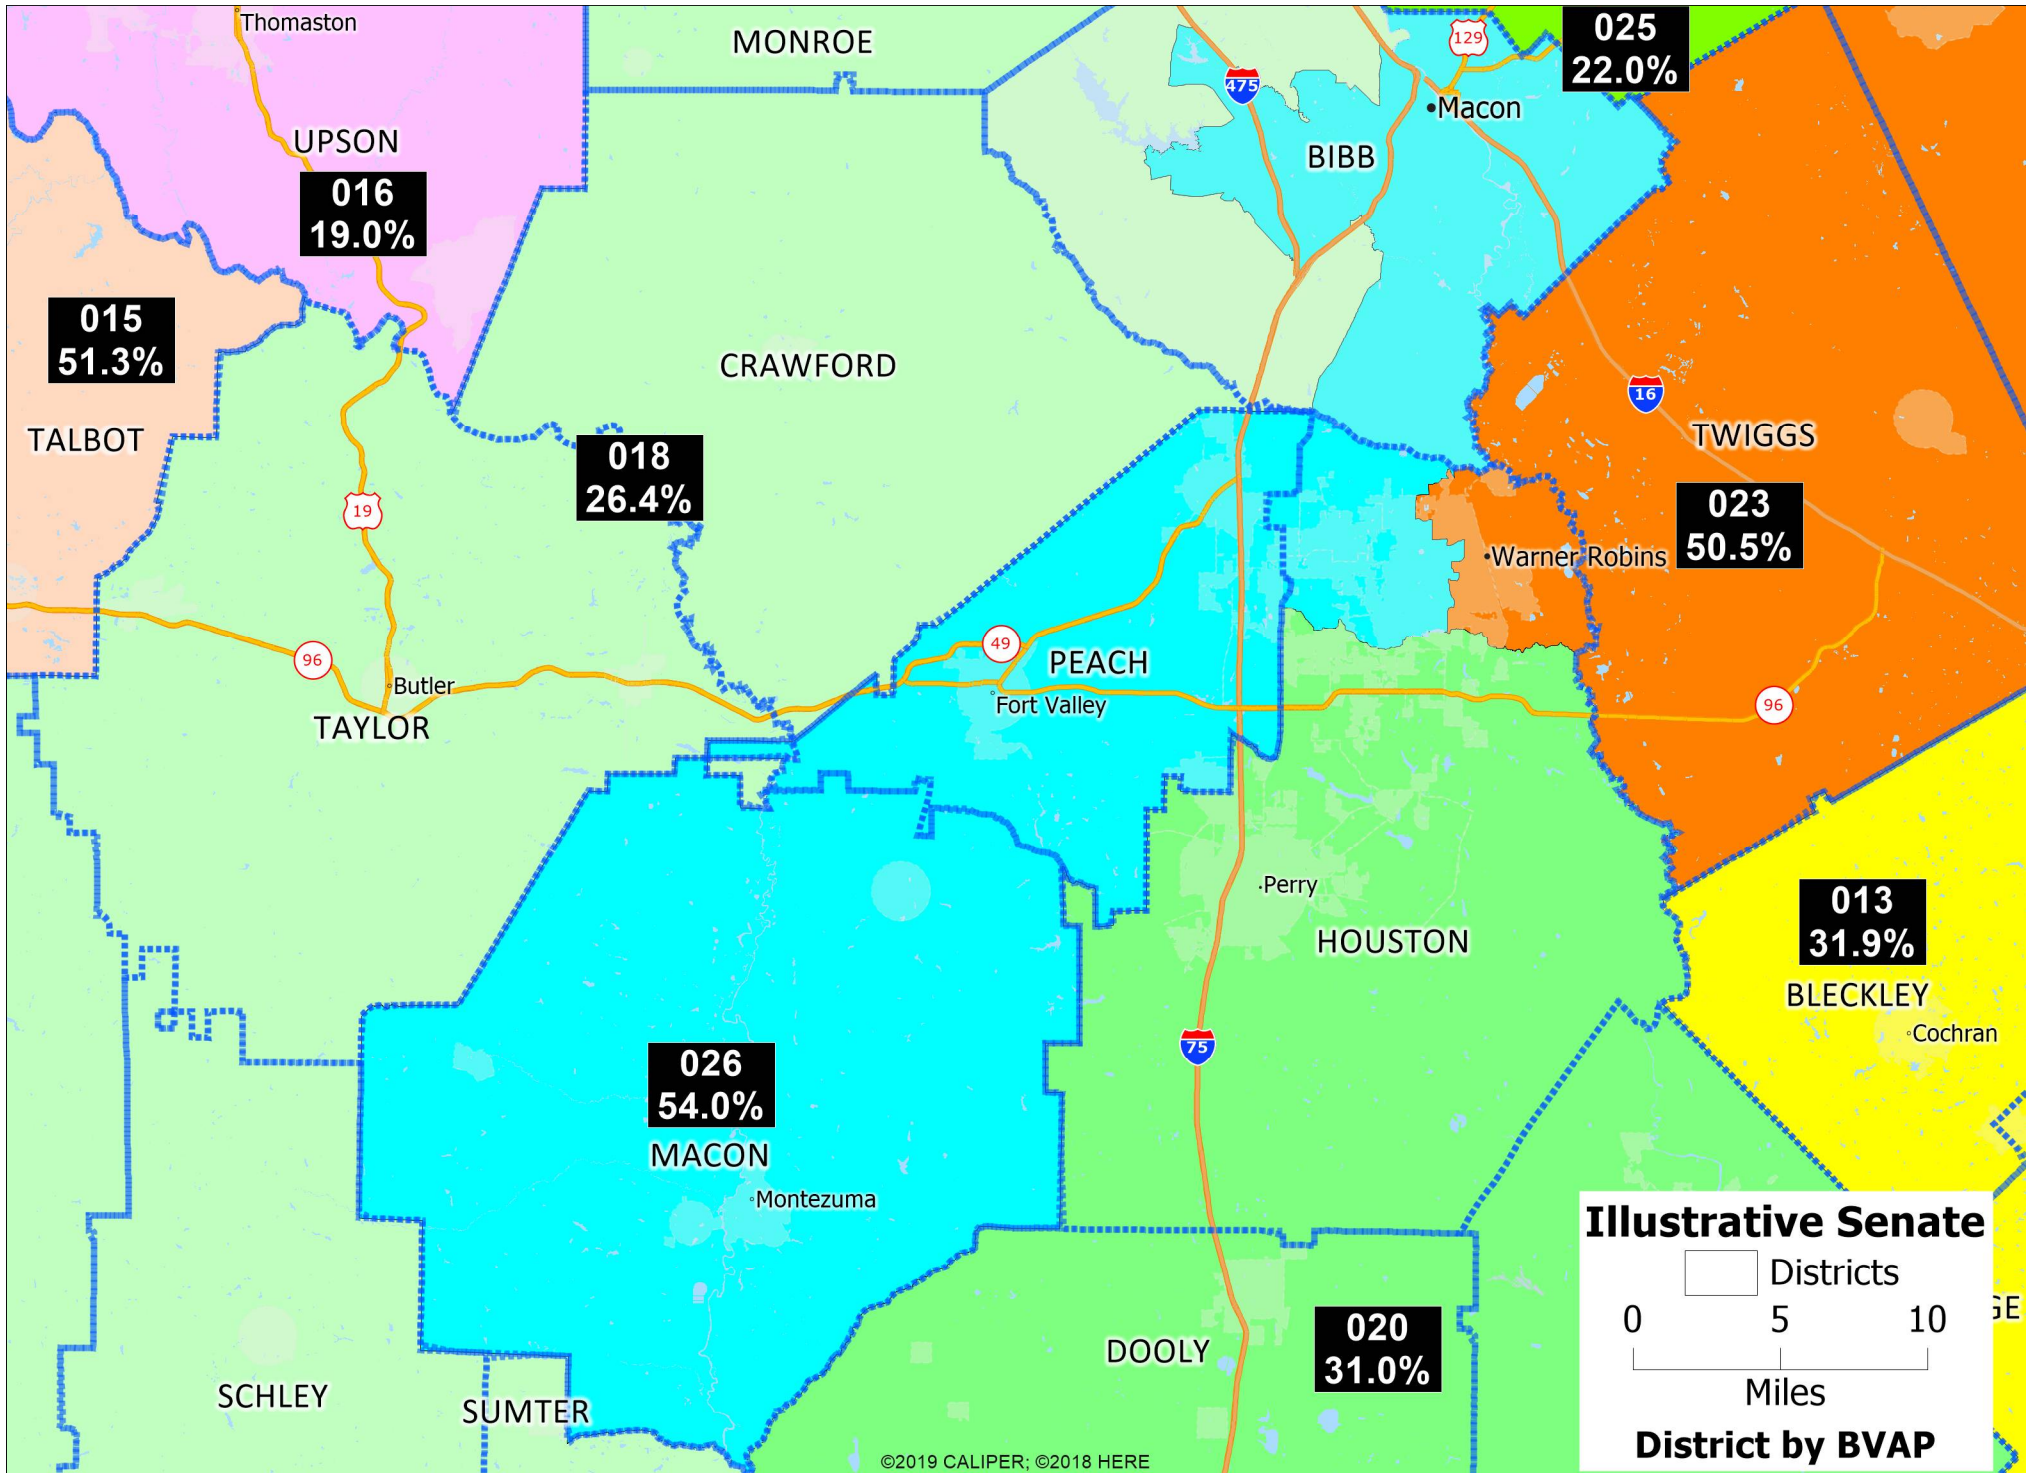 Thomaston
MONROE
129
025
22.0%
475
Macon
UPSON
BIBB
016
19.0%
015
51.3%
CRAWFORD
16
TALBOT
TWIGGS
018
26.4%
19
023
50.5%
Warner Robins
49
96
PEACH
Butler
Fort Valley
96
TAYLOR
Perry
013
31.9%
HOUSTON
BLECKLEY
Cochran
75
026
54.0%
MACON
Montezuma
Illustrative Senate
Districts
0 5 10
Miles
District by BVAP
GE
020
31.0%
DOOLY
SCHLEY
SUMTER
©2019 CALIPER; ©2018 HERE